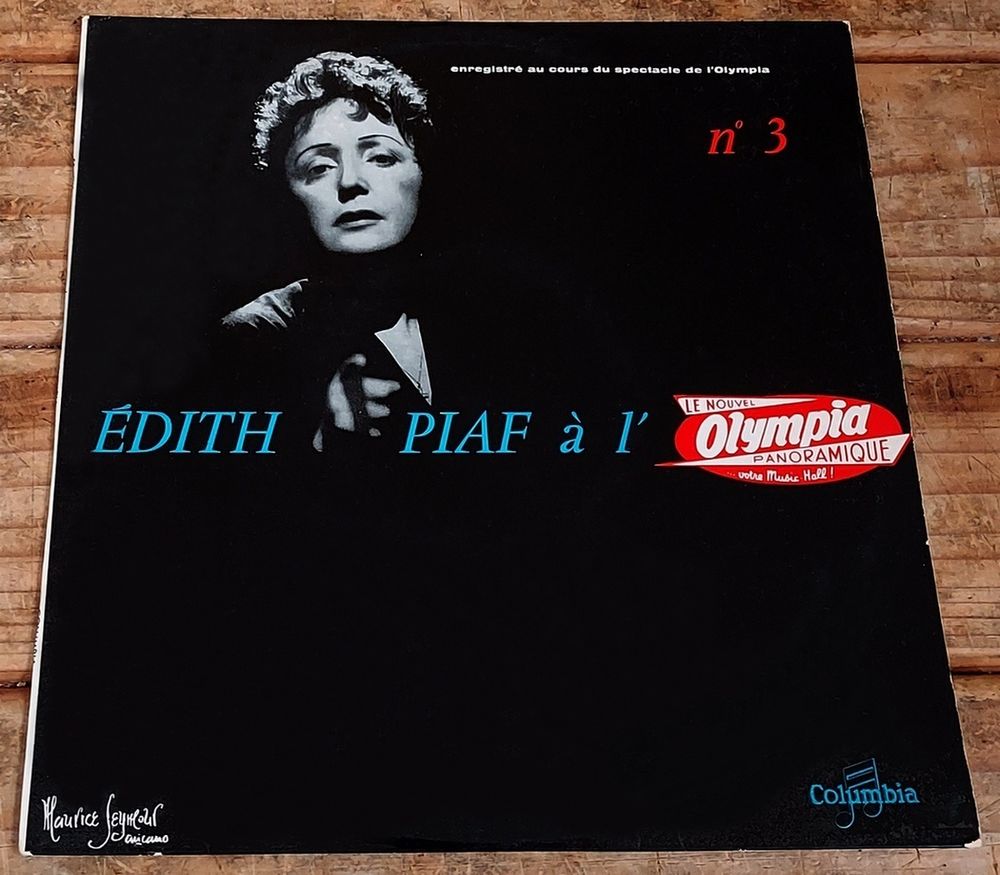 enregistré au cours du spectacle de l'Olympia
nº 3
ÉDITH PIAF à l'
LE NOUVEL
Olympia
PANORAMIQUE
... votre Music-Hall !
Columbia
Maurice Seymour